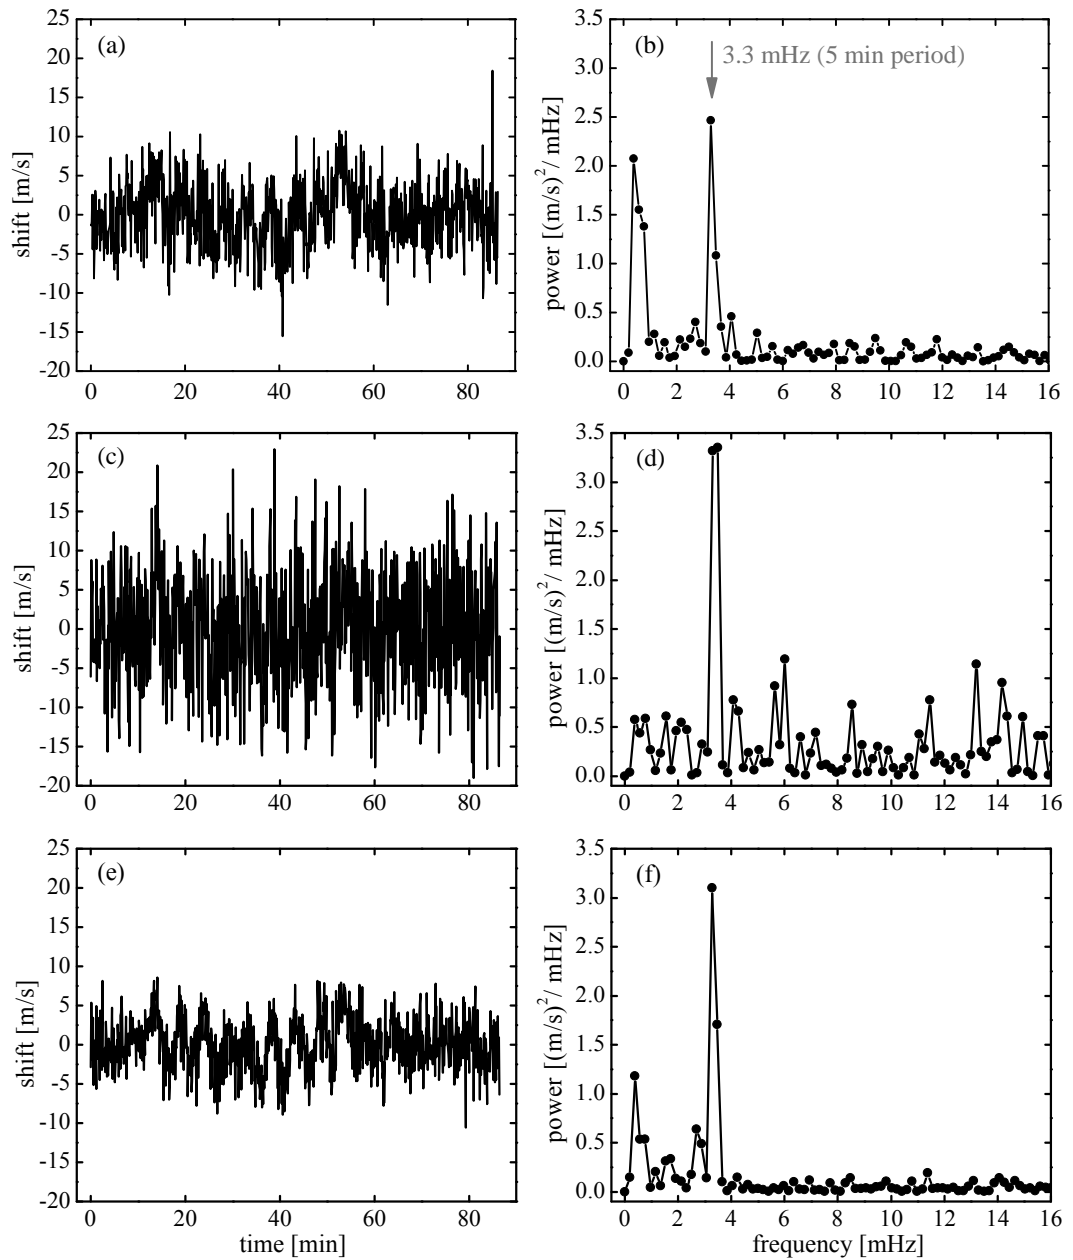 (a)
25
20
15
10
5
0
-5
-10
-15
-20
shift [m/s]
0 20 40 60 80
(b)
3.3 mHz (5 min period)
3.5
3.0
2.5
2.0
1.5
1.0
0.5
0.0
power [(m/s)²/ mHz]
0 2 4 6 8 10 12 14 16
(c)
25
20
15
10
5
0
-5
-10
-15
-20
shift [m/s]
0 20 40 60 80
(d)
3.5
3.0
2.5
2.0
1.5
1.0
0.5
0.0
power [(m/s)²/ mHz]
0 2 4 6 8 10 12 14 16
(e)
25
20
15
10
5
0
-5
-10
-15
-20
shift [m/s]
0 20 40 60 80
time [min]
(f)
3.5
3.0
2.5
2.0
1.5
1.0
0.5
0.0
power [(m/s)²/ mHz]
0 2 4 6 8 10 12 14 16
frequency [mHz]